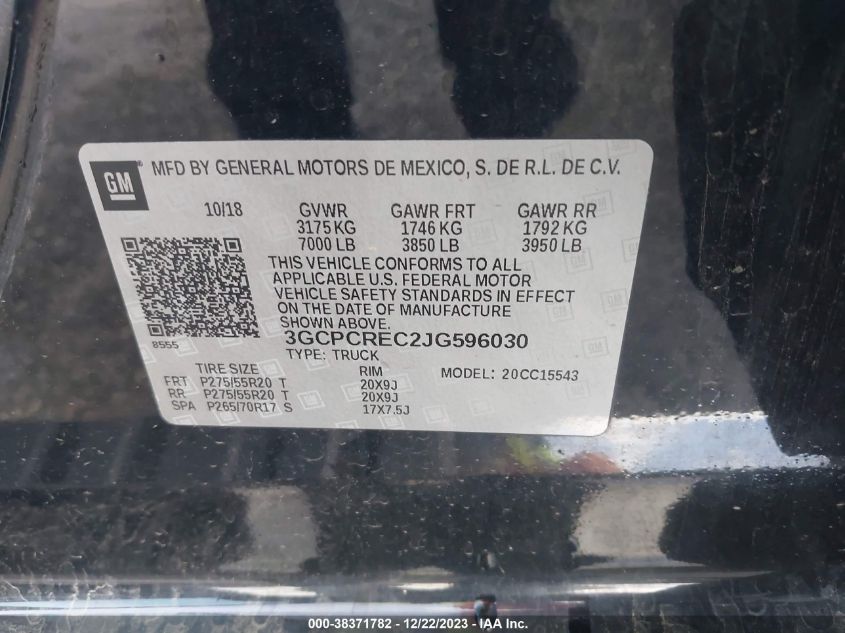 GM
MFD BY GENERAL MOTORS DE MEXICO, S. DE R.L. DE C.V.
10/18 GVWR GAWR FRT GAWR RR
3175 KG 1746 KG 1792 KG
7000 LB 3850 LB 3950 LB
THIS VEHICLE CONFORMS TO ALL
APPLICABLE U.S. FEDERAL MOTOR
VEHICLE SAFETY STANDARDS IN EFFECT
ON THE DATE OF MANUFACTURE
SHOWN ABOVE.
8555 3GCPCREC2JG596030
TYPE: TRUCK
TIRE SIZE RIM MODEL: 20CC15543
FRT P275/55R20 T 20X9J
RR P275/55R20 T 20X9J
SPA P265/70R17 S 17X7.5J
000-38371782 - 12/22/2023 - IAA Inc.